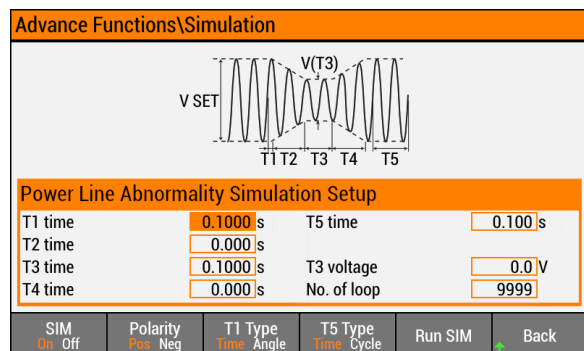 Advance Functions\Simulation
V(T3)
V SET
T1 T2 T3 T4 T5
Power Line Abnormality Simulation Setup
T1 time 0.1000 s T5 time 0.100 s
T2 time 0.000 s
T3 time 0.1000 s T3 voltage 0.0 V
T4 time 0.000 s No. of loop 9999
SIM Polarity T1 Type T5 Type Run SIM Back
On Off Pos Neg Time Angle Time Cycle